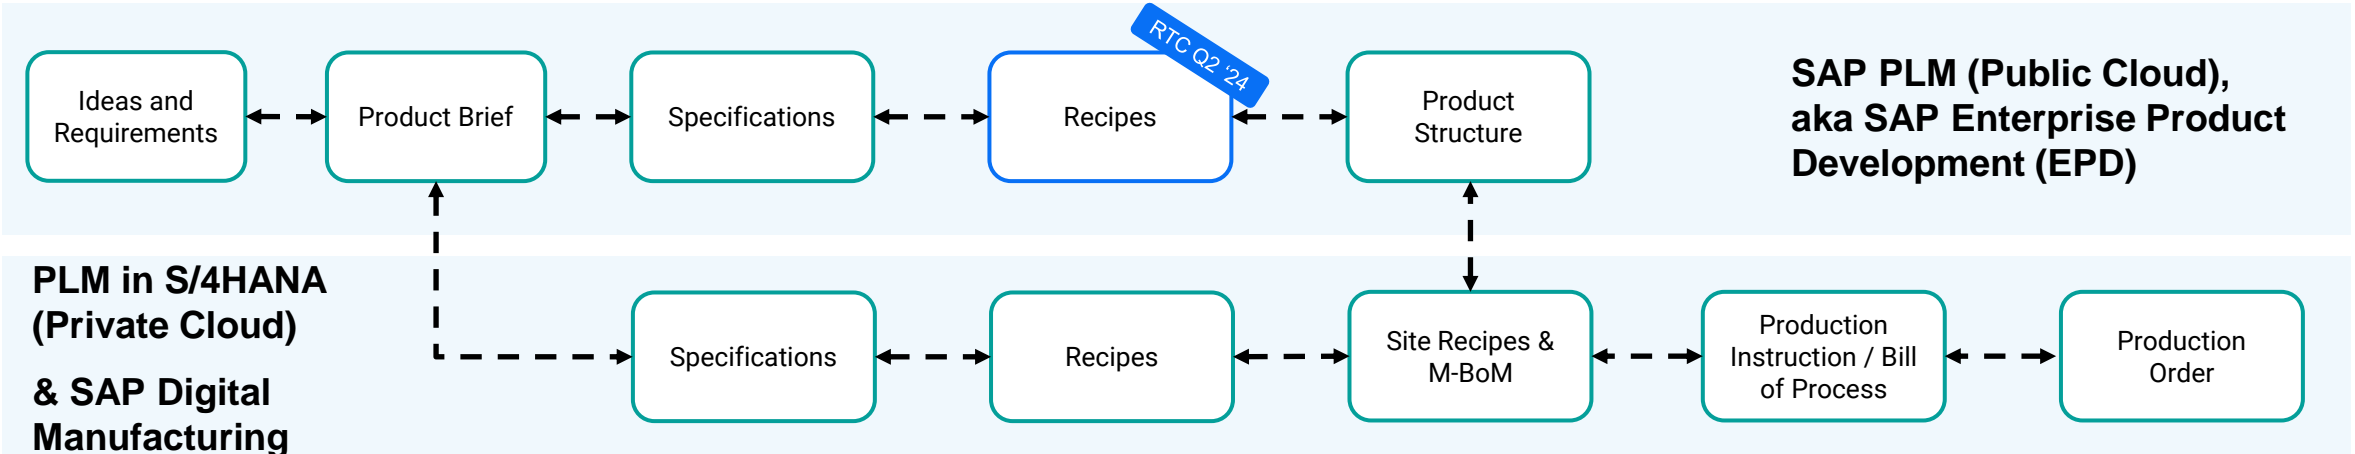 Ideas and
Requirements
Product Brief
Specifications
Recipes
RTC Q2 ‘24
Product
Structure
SAP PLM (Public Cloud),
aka SAP Enterprise Product
Development (EPD)
PLM in S/4HANA
(Private Cloud)
& SAP Digital
Manufacturing
Specifications
Recipes
Site Recipes &
M-BoM
Production
Instruction / Bill
of Process
Production
Order